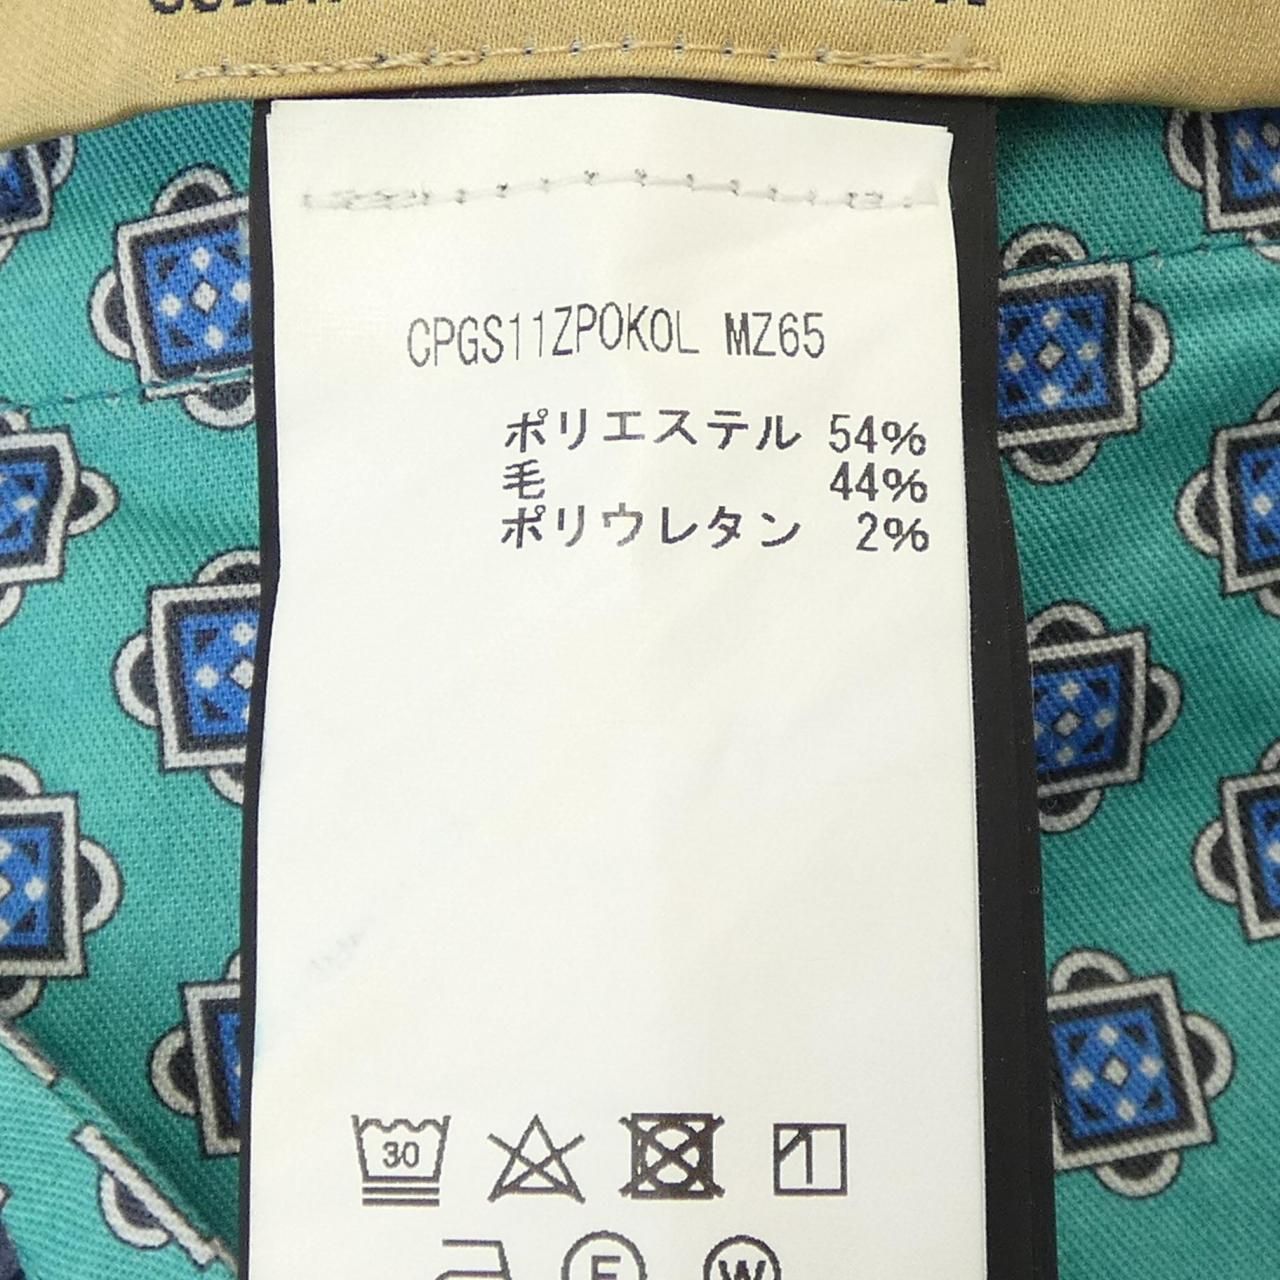 CPGS11ZPOKOL MZ65
ポリエステル 54%
毛 44%
ポリウレタン 2%
30
F W